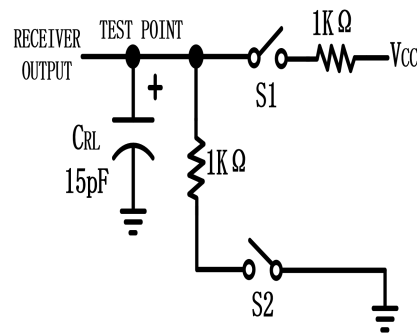 RECEIVER
OUTPUT
TEST POINT
1KΩ
VCC
S1
CRL
15pF
1KΩ
S2